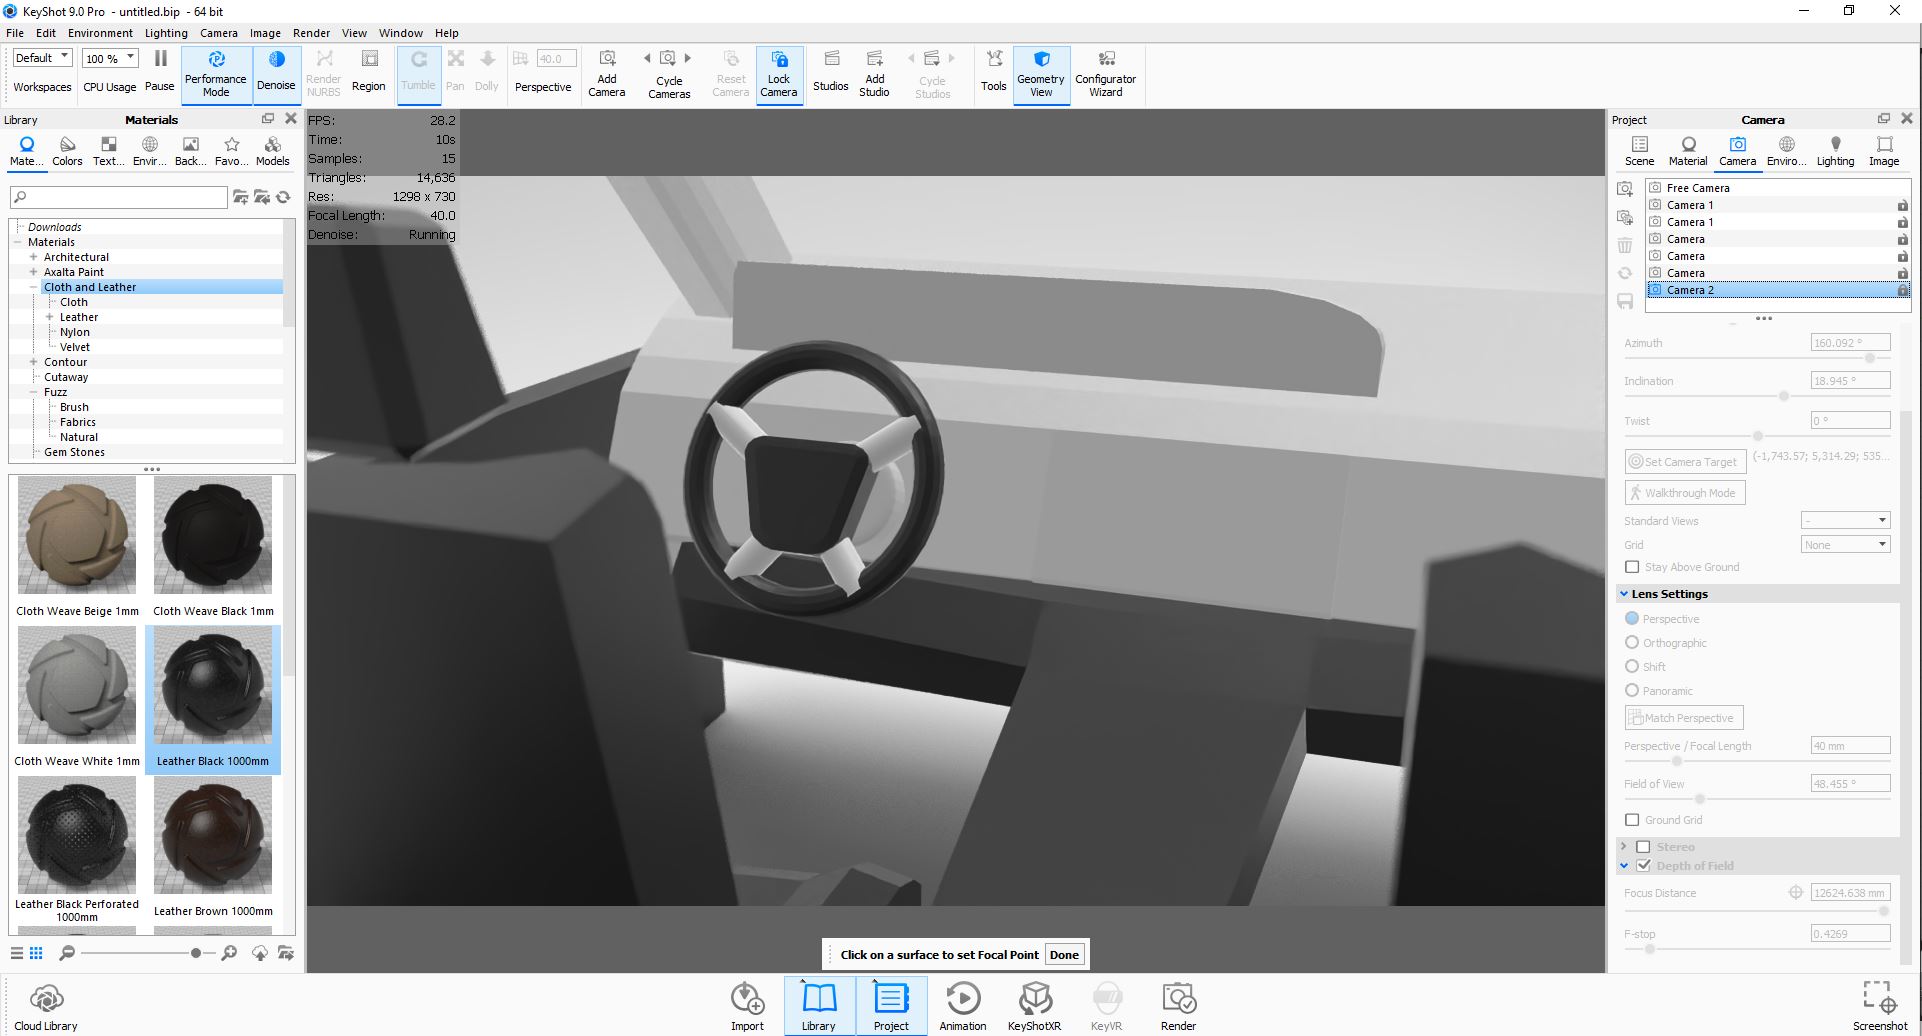 KeyShot 9.0 Pro - untitled.bip - 64 bit
File Edit Environment Lighting Camera Image Render View Window Help
Default
Workspaces
100 %
CPU Usage
Pause
Performance
Mode
Denoise
Render
NURBS
Region
Tumble
Pan
Dolly
40.0
Perspective
Add
Camera
Cycle
Cameras
Reset
Camera
Lock
Camera
Studios
Add
Studio
Cycle
Studios
Tools
Geometry
View
Configurator
Wizard
Library
Materials
Mate... Colors Text... Envir... Back... Favo... Models
Downloads
Materials
Architectural
Axalta Paint
Cloth and Leather
Cloth
Leather
Nylon
Velvet
Contour
Cutaway
Fuzz
Brush
Fabrics
Natural
Gem Stones
Cloth Weave Beige 1mm
Cloth Weave Black 1mm
Cloth Weave White 1mm
Leather Black 1000mm
Leather Black Perforated
1000mm
Leather Brown 1000mm
FPS: 28.2
Time: 10s
Samples: 15
Triangles: 14,636
Res: 1298 x 730
Focal Length: 40.0
Denoise: Running
Click on a surface to set Focal Point Done
Project
Camera
Scene Material Camera Enviro... Lighting Image
Free Camera
Camera 1
Camera 1
Camera
Camera
Camera
Camera 2
Azimuth 160.092 °
Inclination 18.945 °
Twist 0 °
Set Camera Target (-1,743.57; 5,314.29; 535...
Walkthrough Mode
Standard Views -
Grid None
Stay Above Ground
Lens Settings
Perspective
Orthographic
Shift
Panoramic
Match Perspective
Perspective / Focal Length 40 mm
Field of View 48.455 °
Ground Grid
Stereo
Depth of Field
Focus Distance 12624.638 mm
F-stop 0.4269
Cloud Library
Import
Library
Project
Animation
KeyShotXR
KeyVR
Render
Screenshot